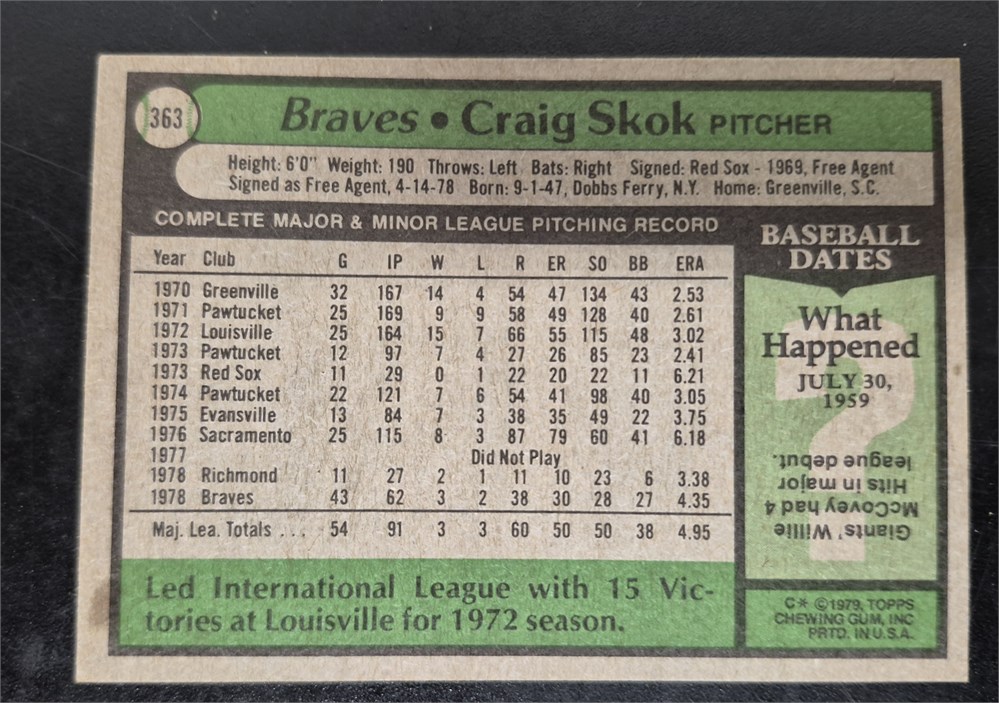 363
Braves • Craig Skok PITCHER
Height: 6'0" Weight: 190 Throws: Left Bats: Right Signed: Red Sox - 1969, Free Agent
Signed as Free Agent, 4-14-78 Born: 9-1-47, Dobbs Ferry, N.Y. Home: Greenville, S.C.
COMPLETE MAJOR & MINOR LEAGUE PITCHING RECORD
Year Club G IP W L R ER SO BB ERA
1970 Greenville 32 167 14 4 54 47 134 43 2.53
1971 Pawtucket 25 169 9 9 58 49 128 40 2.61
1972 Louisville 25 164 15 7 66 55 115 48 3.02
1973 Pawtucket 12 97 7 4 27 26 85 23 2.41
1973 Red Sox 11 29 0 1 22 20 22 11 6.21
1974 Pawtucket 22 121 7 6 54 41 98 40 3.05
1975 Evansville 13 84 7 3 38 35 49 22 3.75
1976 Sacramento 25 115 8 3 87 79 60 41 6.18
1977 Did Not Play
1978 Richmond 11 27 2 1 11 10 23 6 3.38
1978 Braves 43 62 3 2 38 30 28 27 4.35
Maj. Lea. Totals . . . 54 91 3 3 60 50 50 38 4.95
Led International League with 15 Vic-
tories at Louisville for 1972 season.
BASEBALL
DATES
What
Happened
JULY 30,
1959
?
Giants' Willie
McCovey had 4
Hits in major
league debut.
C* ©1979, TOPPS
CHEWING GUM, INC
PRTD. IN U.S.A.